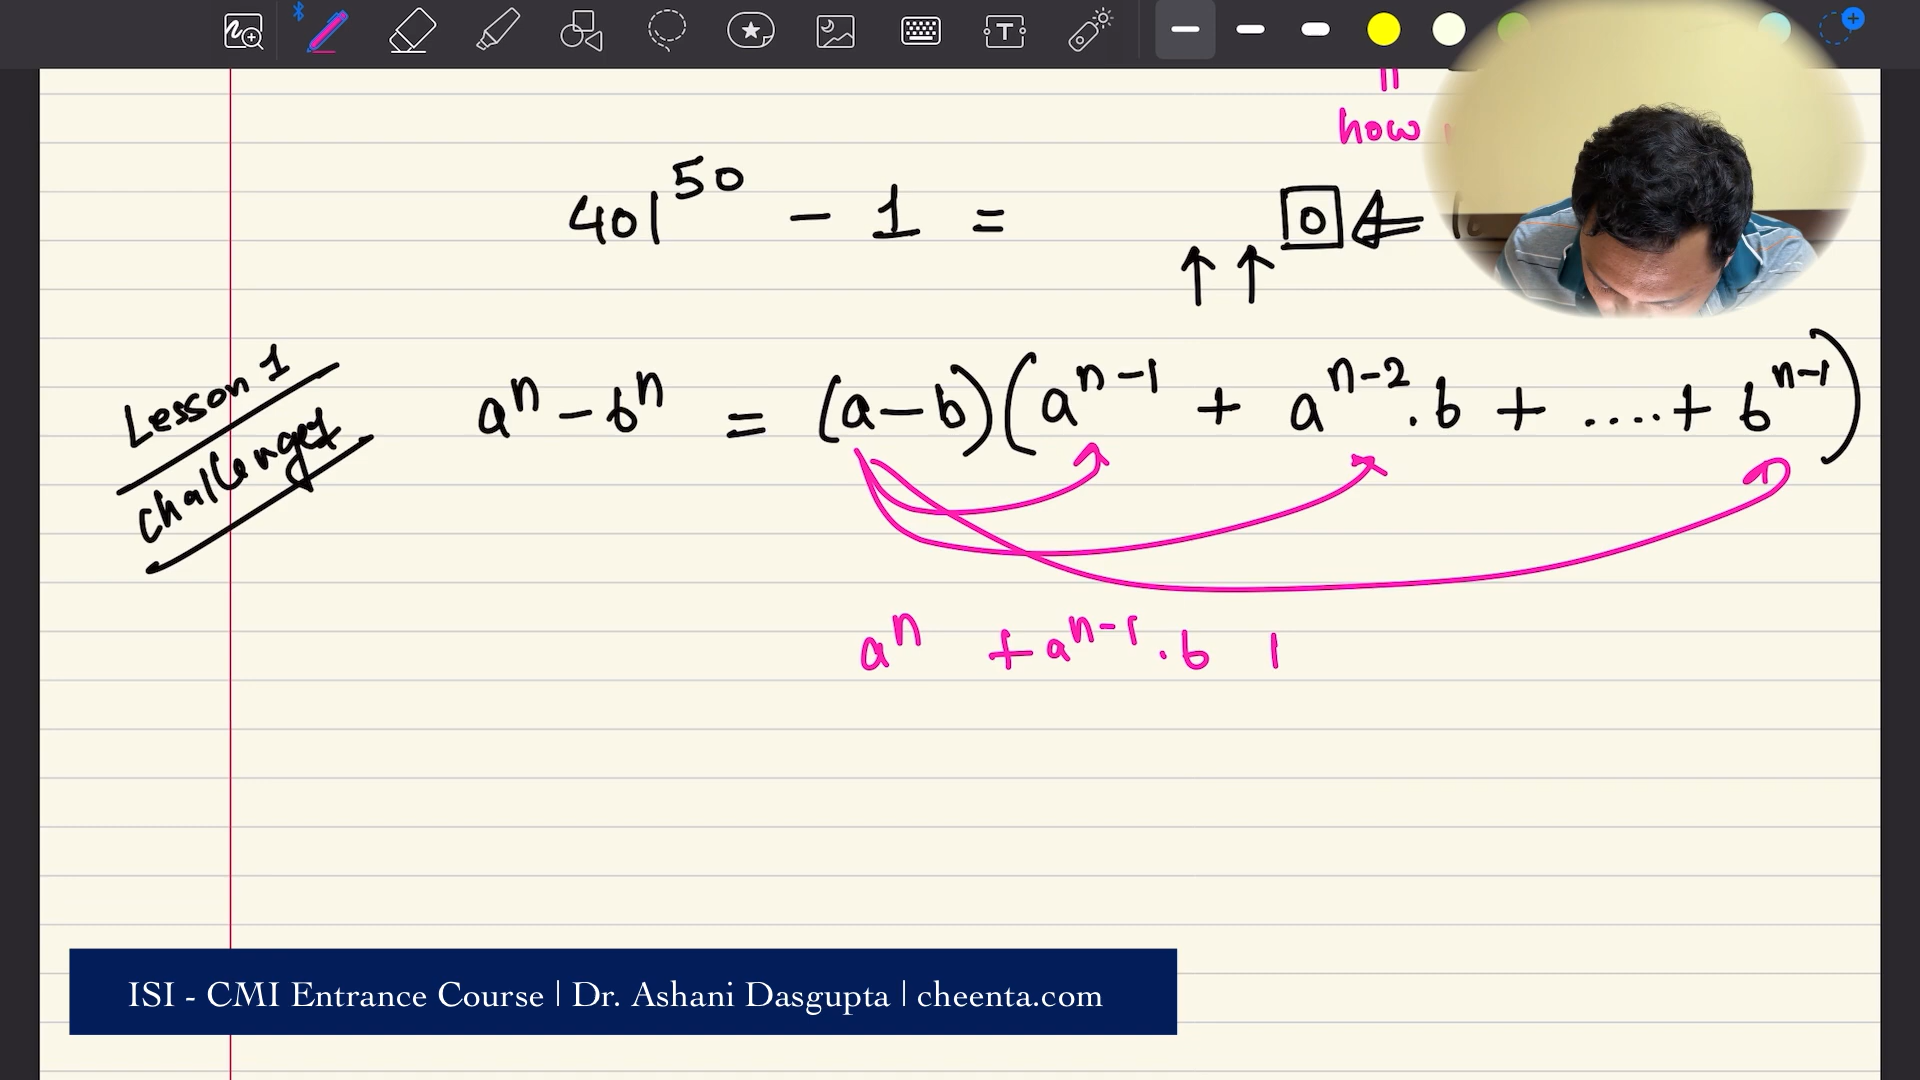 how
401^50 - 1 = 0 ⇐
Lesson 1
Challenges
a^n - b^n = (a-b)(a^{n-1} + a^{n-2}.b + ....+ b^{n-1})
a^n + a^{n-1}.b
ISI - CMI Entrance Course | Dr. Ashani Dasgupta | cheenta.com